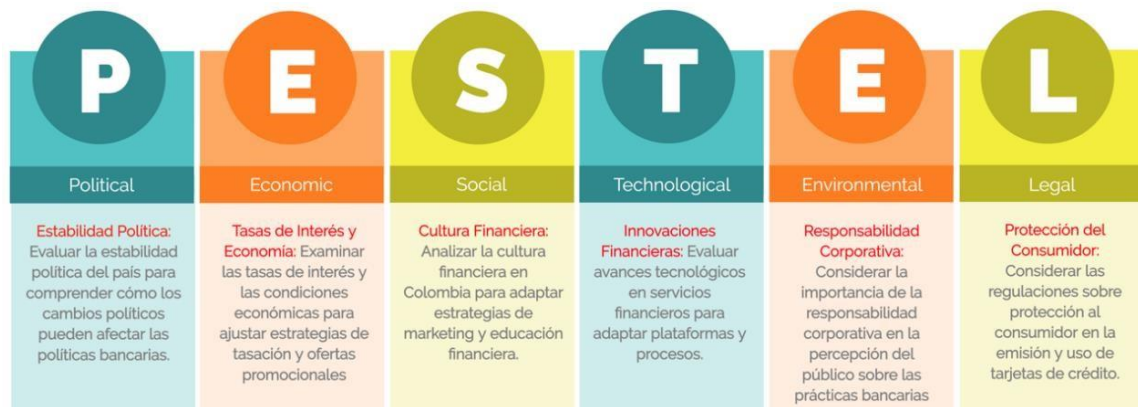 P
E
S
T
E
L
Political
Economic
Social
Technological
Environmental
Legal
Estabilidad Política:
Evaluar la estabilidad
política del país para
comprender cómo los
cambios políticos
pueden afectar las
políticas bancarias.
Tasas de Interés y
Economía: Examinar
las tasas de interés y
las condiciones
económicas para
ajustar estrategias de
tasación y ofertas
promocionales
Cultura Financiera:
Analizar la cultura
financiera en
Colombia para adaptar
estrategias de
marketing y educación
financiera.
Innovaciones
Financieras: Evaluar
avances tecnológicos
en servicios
financieros para
adaptar plataformas y
procesos.
Responsabilidad
Corporativa:
Considerar la
importancia de la
responsabilidad
corporativa en la
percepción del
público sobre las
prácticas bancarias
Protección del
Consumidor:
Considerar las
regulaciones sobre
protección al
consumidor en la
emisión y uso de
tarjetas de crédito.